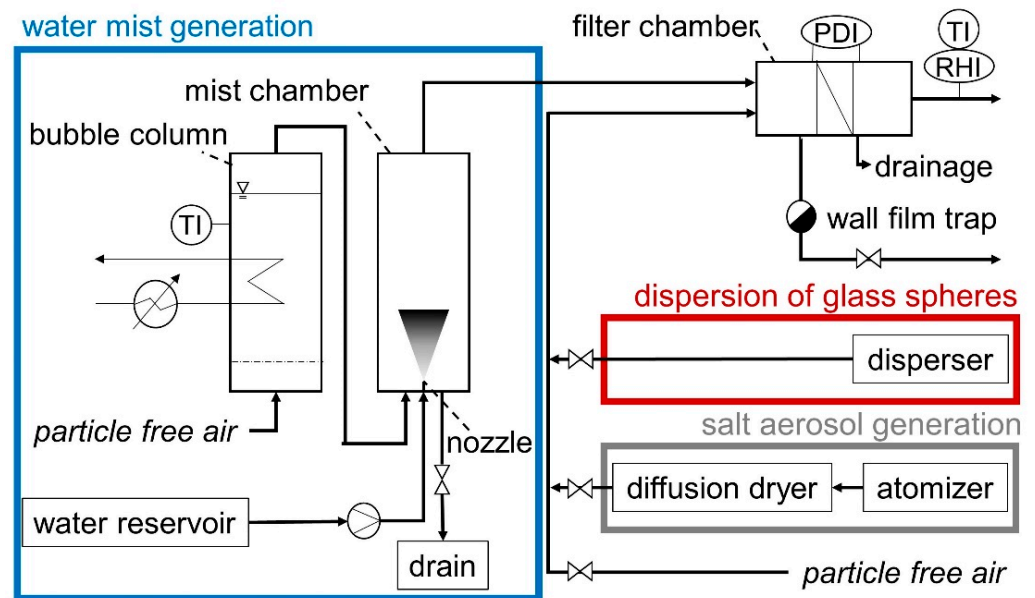 water mist generation
mist chamber
bubble column
TI
particle free air
nozzle
water reservoir
drain
filter chamber
PDI
TI
RHI
drainage
wall film trap
dispersion of glass spheres
disperser
salt aerosol generation
diffusion dryer
atomizer
particle free air